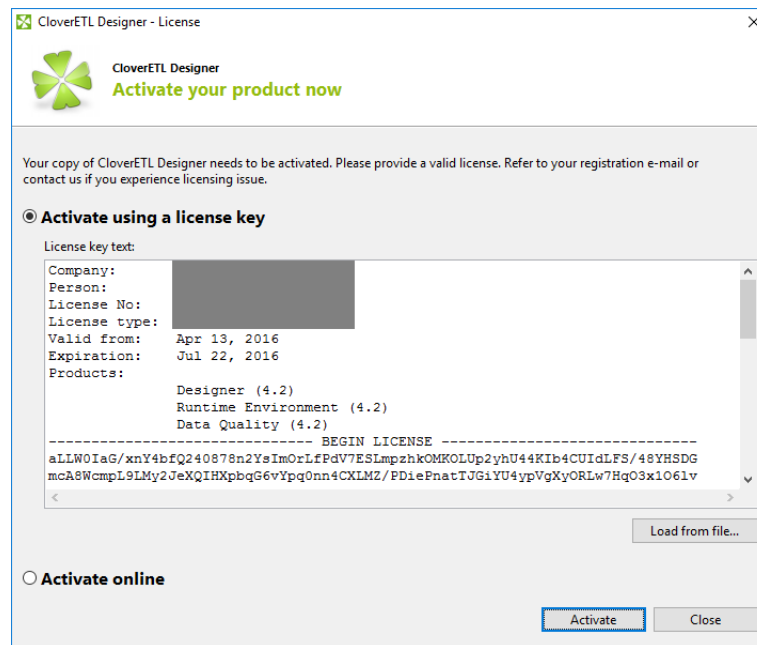 CloverETL Designer - License
CloverETL Designer
Activate your product now
Your copy of CloverETL Designer needs to be activated. Please provide a valid license. Refer to your registration e-mail or
contact us if you experience licensing issue.
Activate using a license key
License key text:
Company:
Person:
License No:
License type:
Valid from: Apr 13, 2016
Expiration: Jul 22, 2016
Products:
Designer (4.2)
Runtime Environment (4.2)
Data Quality (4.2)
------------------------------- BEGIN LICENSE ------------------------------
aLLW0IaG/xnY4bfQ240878n2YsImOrLfPdV7ESLmpzhkOMKOLUp2yhU44KIb4CUIdLFS/48YHSDG
mcA8WcmpL9LMy2JeXQIHXpbqG6vYpq0nn4CXLMZ/PDiePnatTJGiYU4ypVgXyORLw7HqO3x1O6lv
Load from file...
Activate online
Activate Close